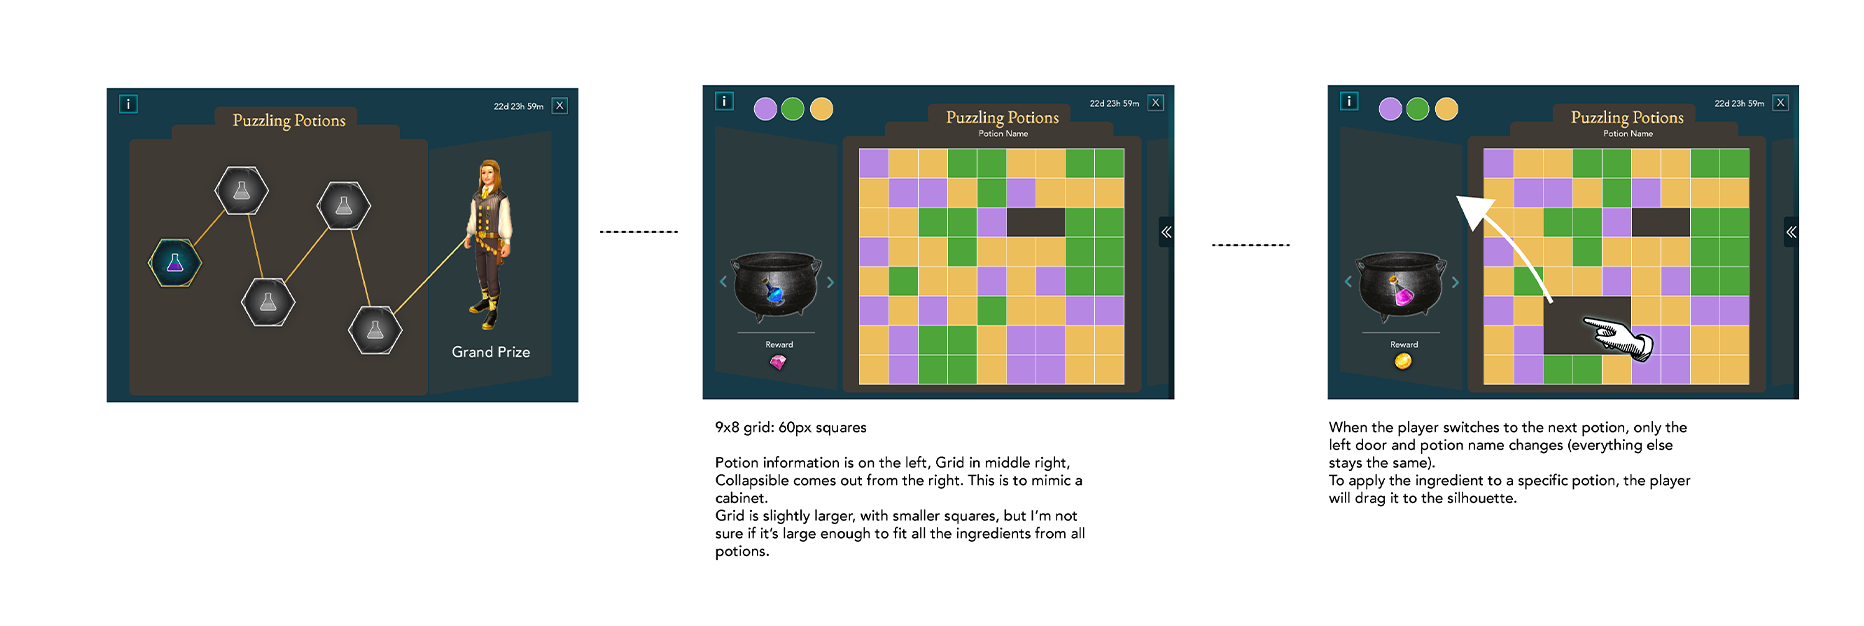 i
22d 23h 59m
X
Puzzling Potions
Grand Prize
i
22d 23h 59m
X
Puzzling Potions
Potion Name
Reward
9x8 grid: 60px squares
Potion information is on the left, Grid in middle right,
Collapsible comes out from the right. This is to mimic a
cabinet.
Grid is slightly larger, with smaller squares, but I'm not
sure if it's large enough to fit all the ingredients from all
potions.
i
22d 23h 59m
X
Puzzling Potions
Potion Name
Reward
When the player switches to the next potion, only the
left door and potion name changes (everything else
stays the same).
To apply the ingredient to a specific potion, the player
will drag it to the silhouette.